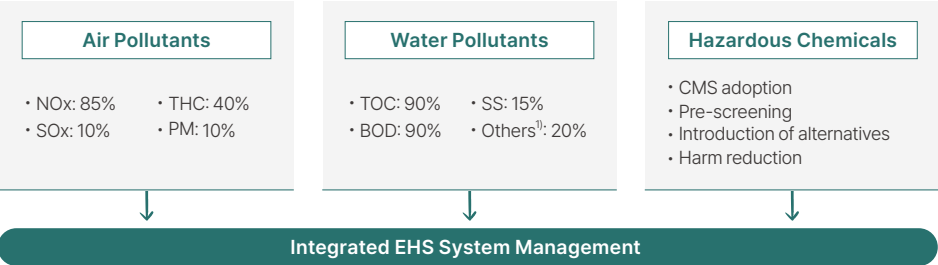 Air Pollutants
• NOx: 85%
• THC: 40%
• SOx: 10%
• PM: 10%
Water Pollutants
• TOC: 90%
• SS: 15%
• BOD: 90%
• Others¹⁾: 20%
Hazardous Chemicals
• CMS adoption
• Pre-screening
• Introduction of alternatives
• Harm reduction
Integrated EHS System Management